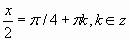 x/2 = π/4 + πk, k ∈ z